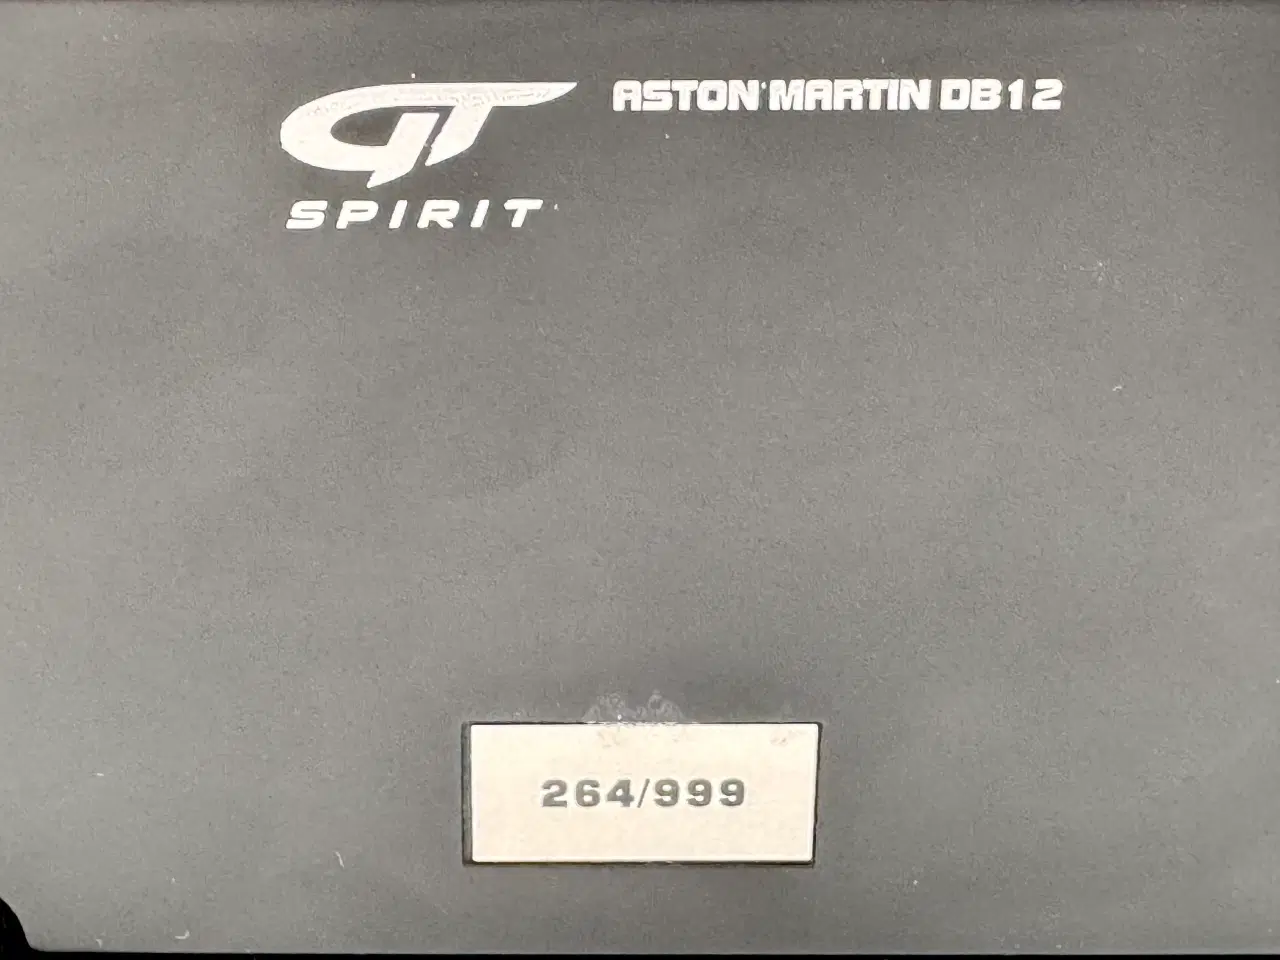 GT
SPIRIT
ASTON MARTIN DB12
264/999